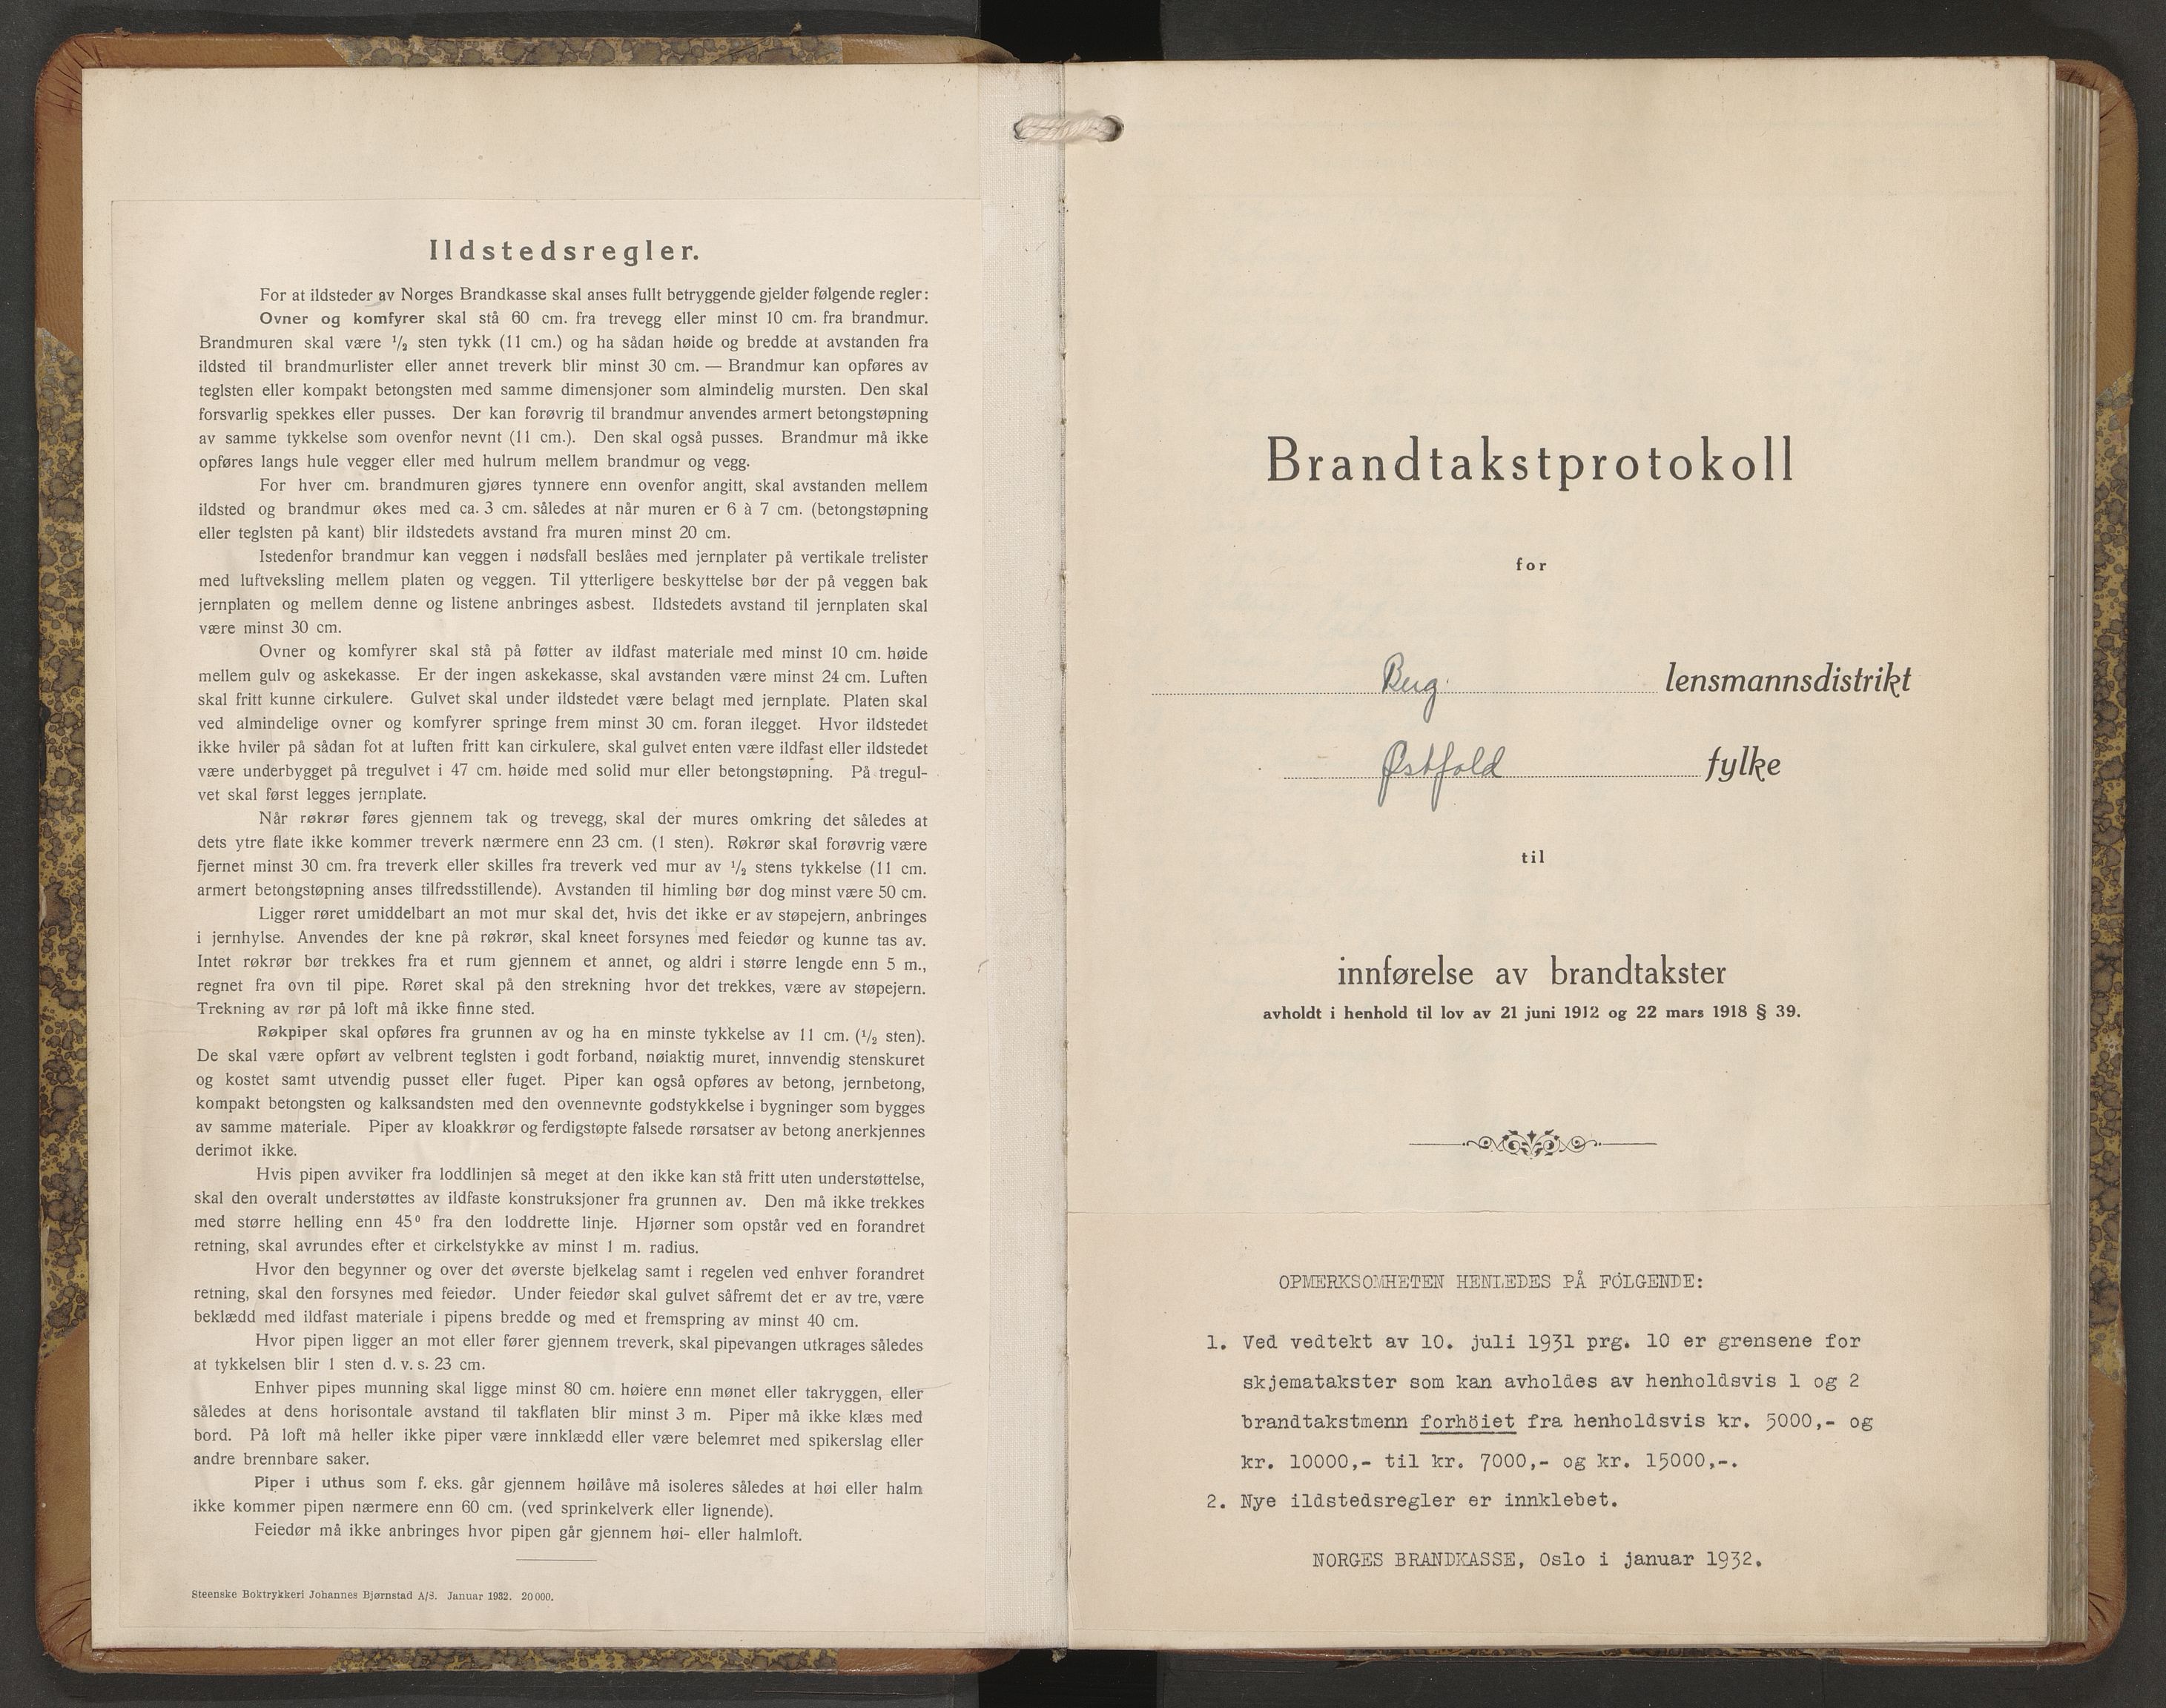 Ildstedsregler.
For at ildsteder av Norges Brandkasse skal anses fullt betryggende gjelder følgende regler:
Ovner og komfyrer skal stå 60 cm. fra trevegg eller minst 10 cm. fra brandmur.
Brandmuren skal være ½ sten tykk (11 cm.) og ha sådan høide og bredde at avstanden fra
ildsted til brandmurlister eller annet treverk blir minst 30 cm. — Brandmur kan opføres av
teglsten eller kompakt betongsten med samme dimensjoner som almindelig mursten. Den skal
forsvarlig spekkes eller pusses. Der kan forøvrig til brandmur anvendes armert betongstøpning
av samme tykkelse som ovenfor nevnt (11 cm.). Den skal også pusses. Brandmur må ikke
opføres langs hule vegger eller med hulrum mellem brandmur og vegg.
For hver cm. brandmuren gjøres tynnere enn ovenfor angitt, skal avstanden mellem
ildsted og brandmur økes med ca. 3 cm. således at når muren er 6 à 7 cm. (betongstøpning
eller teglsten på kant) blir ildstedets avstand fra muren minst 20 cm.
Istedenfor brandmur kan veggen i nødsfall beslåes med jernplater på vertikale trelister
med luftveksling mellem platen og veggen. Til ytterligere beskyttelse bør der på veggen bak
jernplaten og mellem denne og listene anbringes asbest. Ildstedets avstand til jernplaten skal
være minst 30 cm.
Ovner og komfyrer skal stå på føtter av ildfast materiale med minst 10 cm. høide
mellem gulv og askekasse. Er der ingen askekasse, skal avstanden være minst 24 cm. Luften
skal fritt kunne cirkulere. Gulvet skal under ildstedet være belagt med jernplate. Platen skal
ved almindelige ovner og komfyrer springe frem minst 30 cm. foran ilegget. Hvor ildstedet
ikke hviler på sådan fot at luften fritt kan cirkulere, skal gulvet enten være ildfast eller ildstedet
være underbygget på tregulvet i 47 cm. høide med solid mur eller betongstøpning. På tregul-
vet skal først legges jernplate.
Når røkrør føres gjennem tak og trevegg, skal der mures omkring det således at
dets ytre flate ikke kommer treverk nærmere enn 23 cm. (1 sten). Røkrør skal forøvrig være
fjernet minst 30 cm. fra treverk eller skilles fra treverk ved mur av ½ stens tykkelse (11 cm.
armert betongstøpning anses tilfredsstillende). Avstanden til himling bør dog minst være 50 cm.
Ligger røret umiddelbart an mot mur skal det, hvis det ikke er av støpejern, anbringes
i jernhylse. Anvendes der kne på røkrør, skal kneet forsynes med feiedør og kunne tas av.
Intet røkrør bør trekkes fra et rum gjennem et annet, og aldri i større lengde enn 5 m.,
regnet fra ovn til pipe. Røret skal på den strekning hvor det trekkes, være av støpejern.
Trekning av rør på loft må ikke finne sted.
Røkpiper skal opføres fra grunnen av og ha en minste tykkelse av 11 cm. (½ sten).
De skal være opført av velbrent teglsten i godt forband, nøiaktig muret, innvendig stenskuret
og kostet samt utvendig pusset eller fuget. Piper kan også opføres av betong, jernbetong,
kompakt betongsten og kalksandsten med den ovennevnte godstykkelse i bygninger som bygges
av samme materiale. Piper av kloakkrør og ferdigstøpte falsede rørsatser av betong anerkjennes
derimot ikke.
Hvis pipen avviker fra loddlinjen så meget at den ikke kan stå fritt uten understøttelse,
skal den overalt understøttes av ildfaste konstruksjoner fra grunnen av. Den må ikke trekkes
med større helling enn 45° fra den loddrette linje. Hjørner som opstår ved en forandret
retning, skal avrundes efter et cirkelstykke av minst 1 m. radius.
Hvor den begynner og over det øverste bjelkelag samt i regelen ved enhver forandret
retning, skal den forsynes med feiedør. Under feiedør skal gulvet såfremt det er av tre, være
beklædd med ildfast materiale i pipens bredde og med et fremspring av minst 40 cm.
Hvor pipen ligger an mot eller fører gjennem treverk, skal pipevangen utkrages således
at tykkelsen blir 1 sten d. v. s. 23 cm.
Enhver pipes munning skal ligge minst 80 cm. høiere enn mønet eller takryggen, eller
således at dens horisontale avstand til takflaten blir minst 3 m. Piper må ikke klæs med
bord. På loft må heller ikke piper være innklædd eller være belemret med spikerslag eller
andre brennbare saker.
Piper i uthus som f. eks. går gjennem høilåve må isoleres således at høi eller halm
ikke kommer pipen nærmere enn 60 cm. (ved sprinkelverk eller lignende).
Feiedør må ikke anbringes hvor pipen går gjennem høi- eller halmloft.
Steenske Boktrykkeri Johannes Bjørnstad A/S. Januar 1932. 20 000.
Brandtakstprotokoll
for
Berg. lensmannsdistrikt
Østfold fylke
til
innførelse av brandtakster
avholdt i henhold til lov av 21 juni 1912 og 22 mars 1918 § 39.
OPMERKSOMHETEN HENLEDES PÅ FÖLGENDE:
1. Ved vedtekt av 10. juli 1931 prg. 10 er grensene for
skjematakster som kan avholdes av henholdsvis 1 og 2
brandtakstmenn forhöiet fra henholdsvis kr. 5000,- og
kr. 10000,- til kr. 7000,- og kr. 15000,-.
2. Nye ildstedsregler er innklebet.
NORGES BRANDKASSE, Oslo i januar 1932.